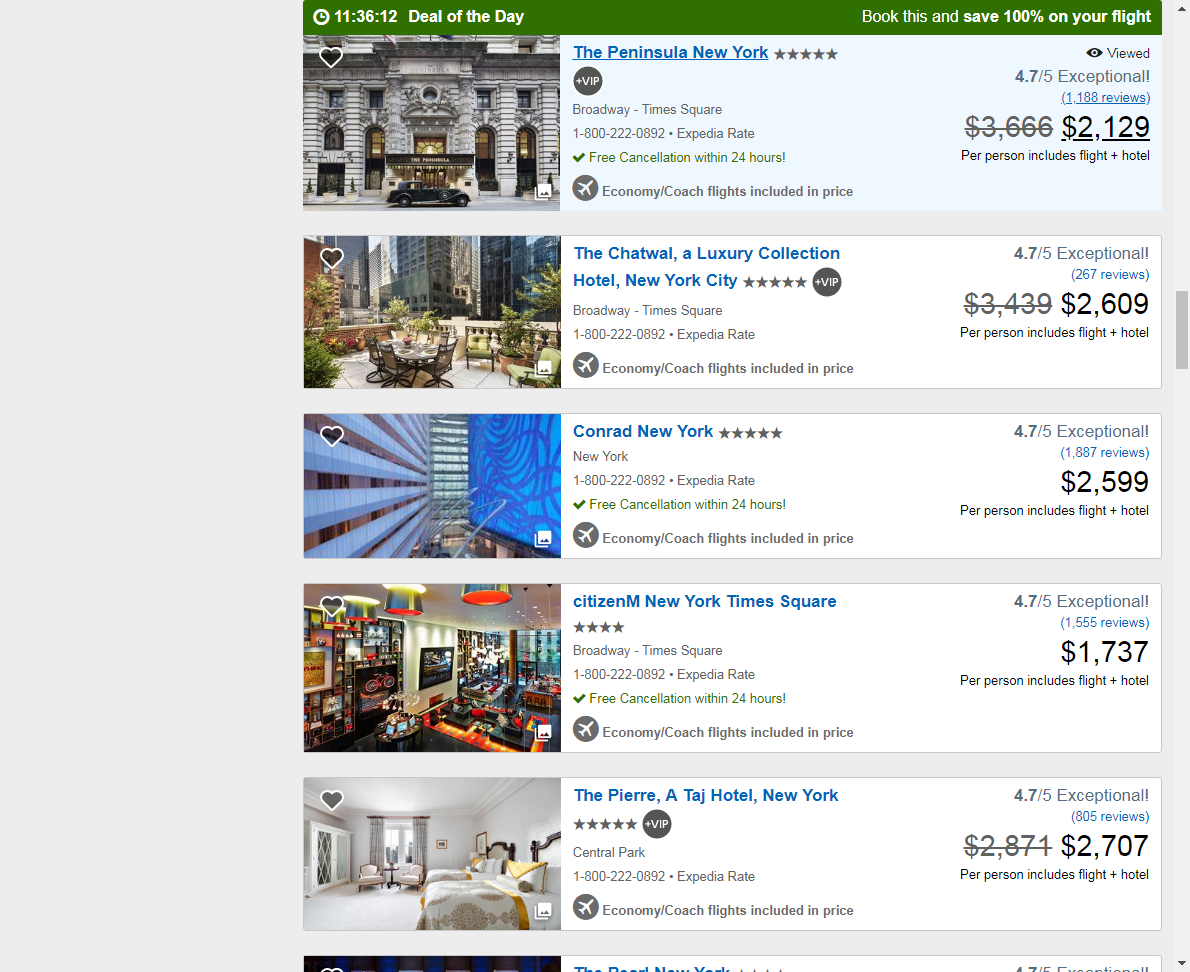 11:36:12 Deal of the Day
Book this and save 100% on your flight
The Peninsula New York
Viewed
+VIP
4.7/5 Exceptional!
(1,188 reviews)
Broadway - Times Square
$3,666 $2,129
1-800-222-0892 • Expedia Rate
Per person includes flight + hotel
Free Cancellation within 24 hours!
Economy/Coach flights included in price
THE PENINSULA
The Chatwal, a Luxury Collection
Hotel, New York City
+VIP
4.7/5 Exceptional!
(267 reviews)
Broadway - Times Square
$3,439 $2,609
1-800-222-0892 • Expedia Rate
Per person includes flight + hotel
Economy/Coach flights included in price
Conrad New York
4.7/5 Exceptional!
New York
(1,887 reviews)
1-800-222-0892 • Expedia Rate
$2,599
Free Cancellation within 24 hours!
Per person includes flight + hotel
Economy/Coach flights included in price
citizenM New York Times Square
4.7/5 Exceptional!
(1,555 reviews)
Broadway - Times Square
$1,737
1-800-222-0892 • Expedia Rate
Per person includes flight + hotel
Free Cancellation within 24 hours!
Economy/Coach flights included in price
The Pierre, A Taj Hotel, New York
4.7/5 Exceptional!
+VIP
(805 reviews)
Central Park
$2,871 $2,707
1-800-222-0892 • Expedia Rate
Per person includes flight + hotel
Economy/Coach flights included in price
The Pearl New York
4.7/5 Exceptional!